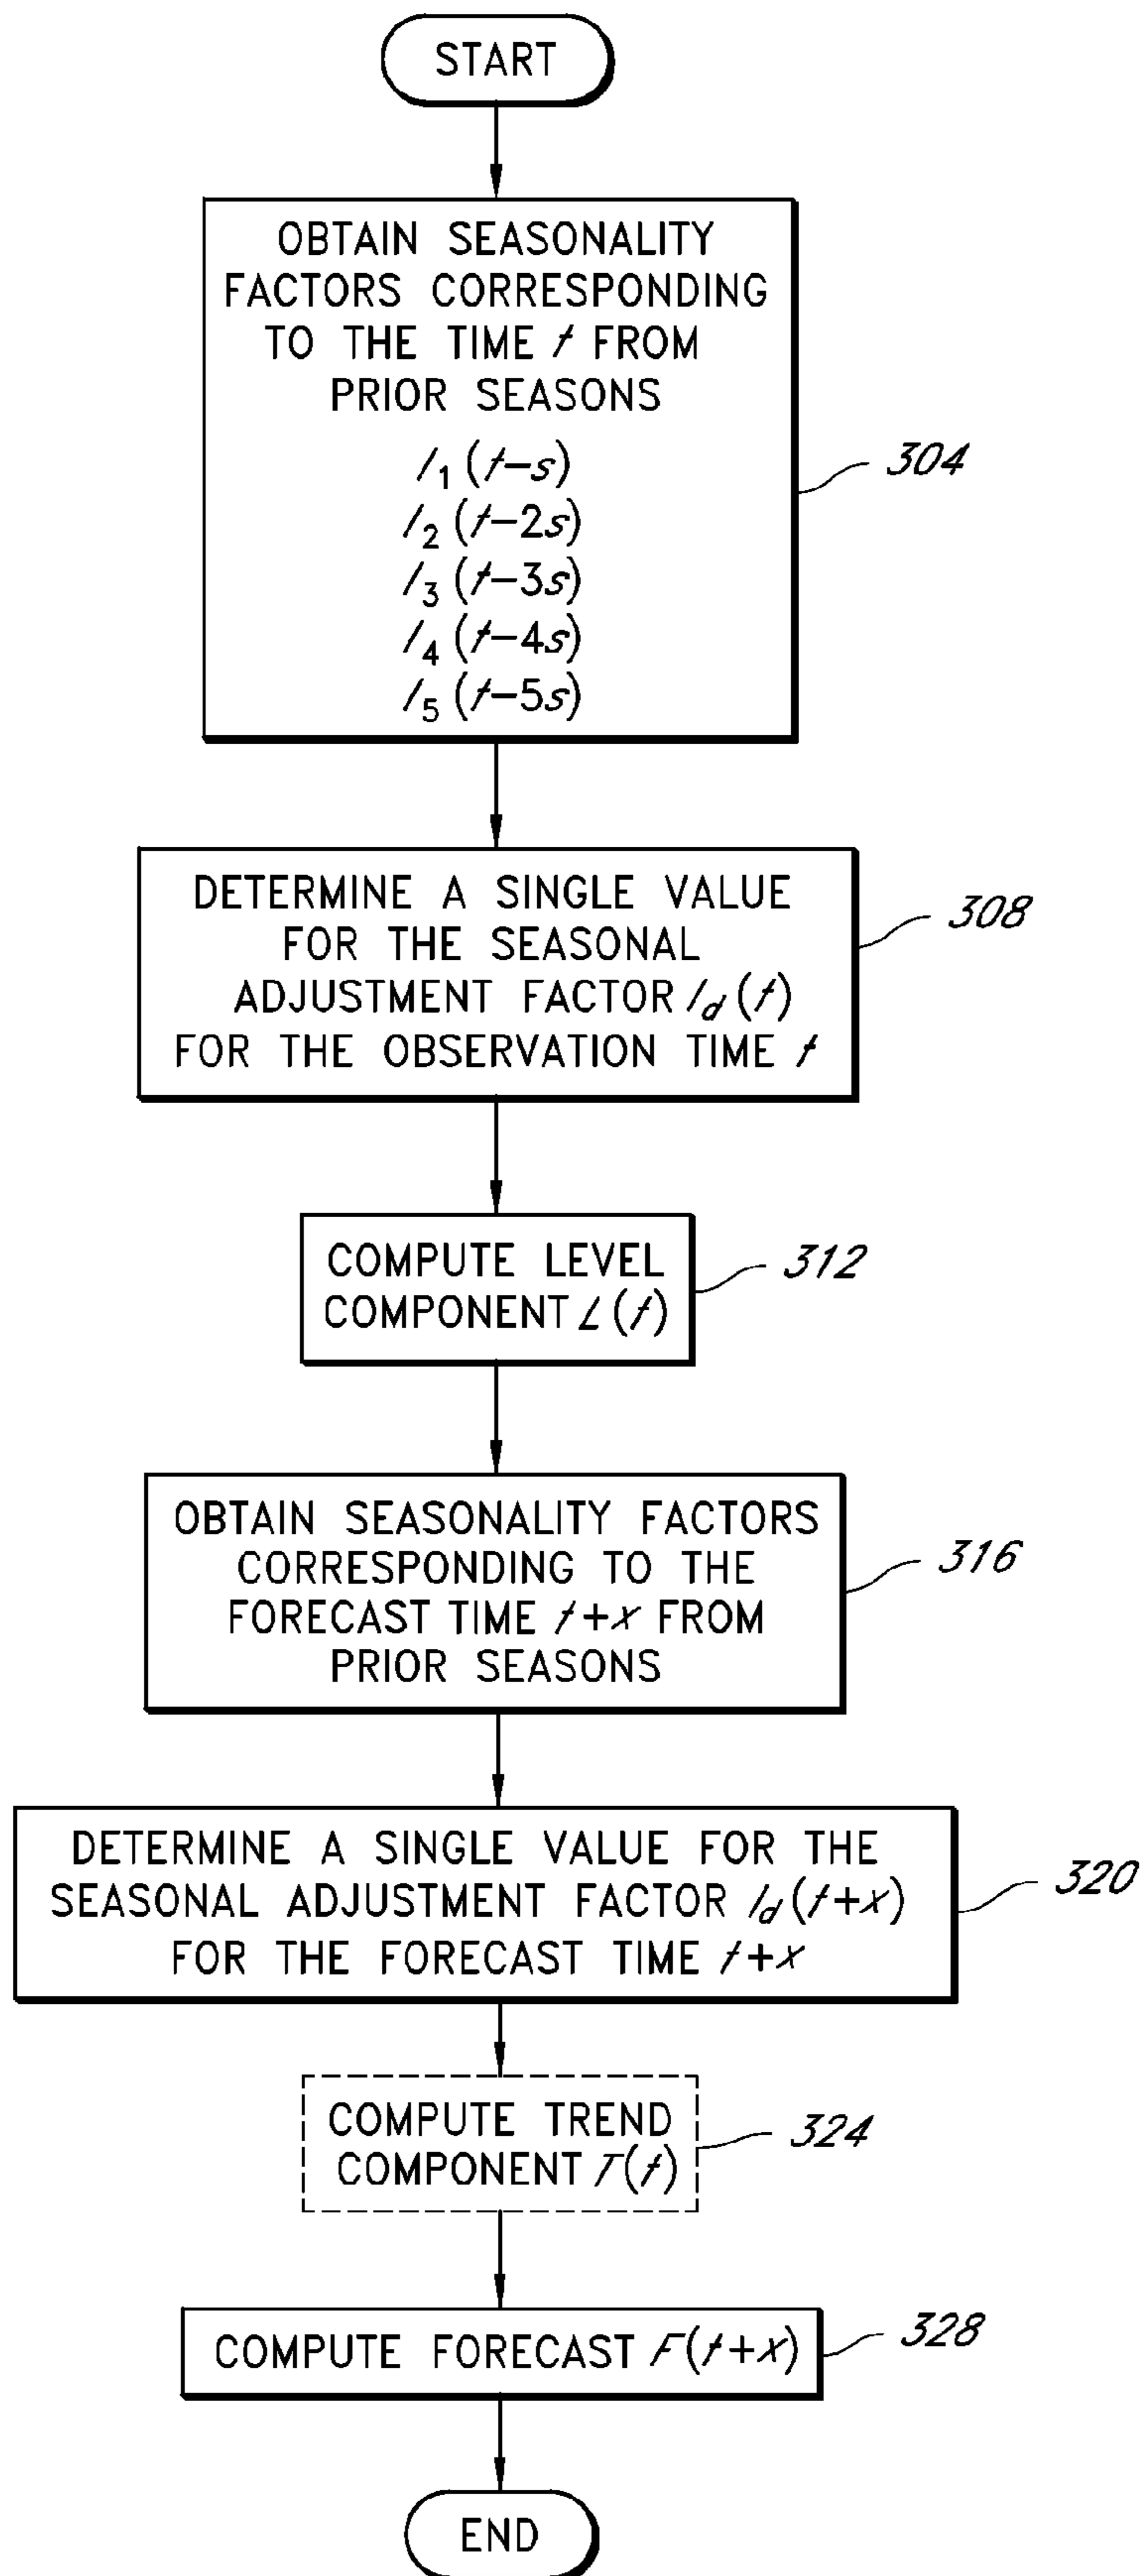 START
OBTAIN SEASONALITY
FACTORS CORRESPONDING
TO THE TIME t FROM
PRIOR SEASONS
I₁ (t−s)
I₂ (t−2s)
I₃ (t−3s)
I₄ (t−4s)
I₅ (t−5s)
304
DETERMINE A SINGLE VALUE
FOR THE SEASONAL
ADJUSTMENT FACTOR I_d (t)
FOR THE OBSERVATION TIME t
308
COMPUTE LEVEL
COMPONENT L (t)
312
OBTAIN SEASONALITY FACTORS
CORRESPONDING TO THE
FORECAST TIME t+x FROM
PRIOR SEASONS
316
DETERMINE A SINGLE VALUE FOR THE
SEASONAL ADJUSTMENT FACTOR I_d (t+x)
FOR THE FORECAST TIME t+x
320
COMPUTE TREND
COMPONENT T(t)
324
COMPUTE FORECAST F(t+x)
328
END